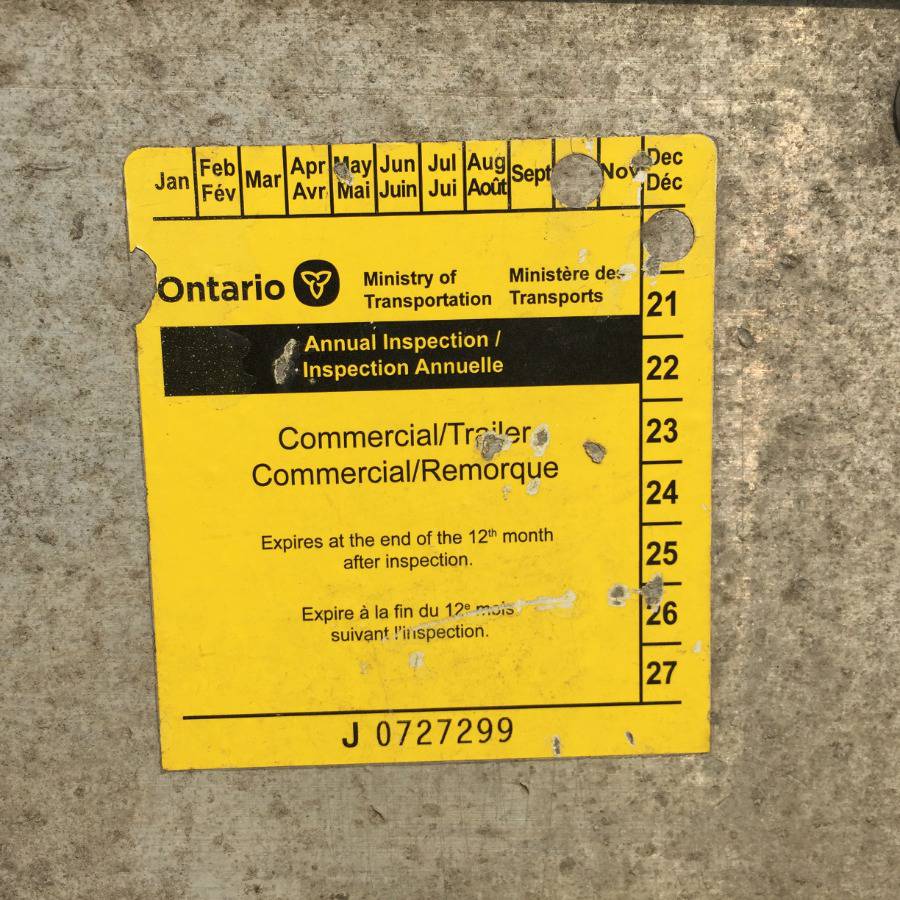 Jan Feb Mar Apr May Jun Jul Aug Sept Nov Dec
Fév Avr Mai Juin Jui Août Déc
Ontario Ministry of Ministère des
Transportation Transports
21
Annual Inspection /
Inspection Annuelle
22
Commercial/Trailer
23
Commercial/Remorque
24
Expires at the end of the 12th month
after inspection.
25
Expire à la fin du 12e mois
suivant l'inspection.
26
27
J 0727299